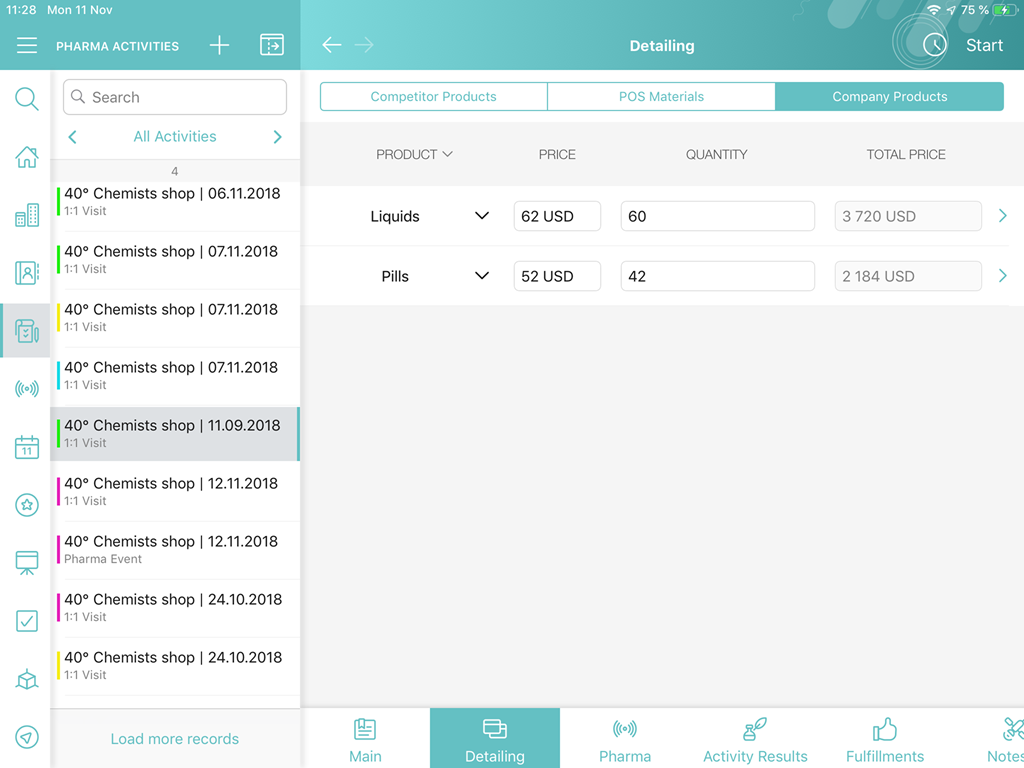 11:28 Mon 11 Nov
75 %
PHARMA ACTIVITIES
Detailing
Start
Search
All Activities
4
40° Chemists shop | 06.11.2018
1:1 Visit
40° Chemists shop | 07.11.2018
1:1 Visit
40° Chemists shop | 07.11.2018
1:1 Visit
40° Chemists shop | 07.11.2018
1:1 Visit
40° Chemists shop | 11.09.2018
1:1 Visit
40° Chemists shop | 12.11.2018
1:1 Visit
40° Chemists shop | 12.11.2018
Pharma Event
40° Chemists shop | 24.10.2018
1:1 Visit
40° Chemists shop | 24.10.2018
1:1 Visit
Load more records
11
Competitor Products POS Materials Company Products
PRODUCT PRICE QUANTITY TOTAL PRICE
Liquids 62 USD 60 3 720 USD
Pills 52 USD 42 2 184 USD
Main Detailing Pharma Activity Results Fulfillments Notes